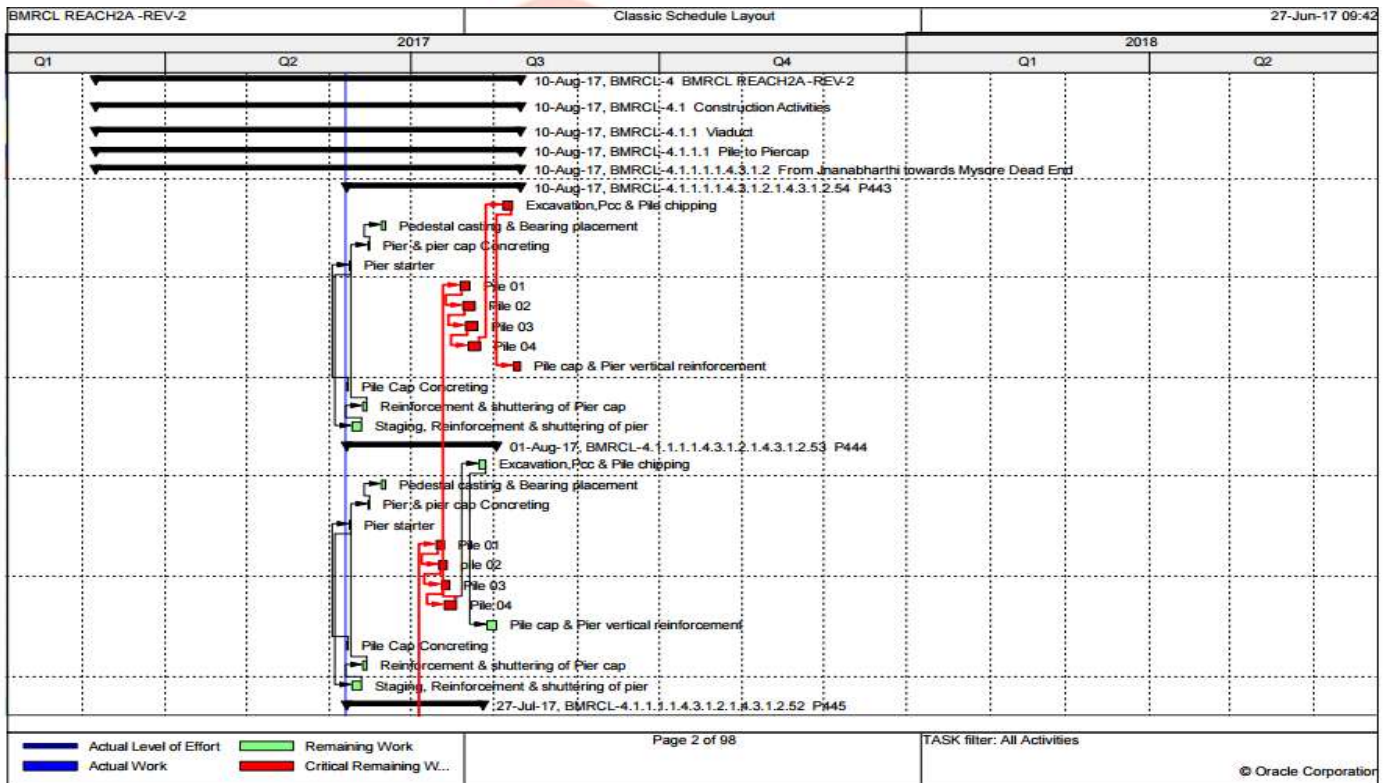 BMRCL REACH2A -REV-2 Classic Schedule Layout 27-Jun-17 09:42
2017 2018
Q1 Q2 Q3 Q4 Q1 Q2
10-Aug-17, BMRCL-4 BMRCL REACH2A -REV-2
10-Aug-17, BMRCL-4.1 Construction Activities
10-Aug-17, BMRCL-4.1.1 Viaduct
10-Aug-17, BMRCL-4.1.1.1 Pile to Piercap
10-Aug-17, BMRCL-4.1.1.1.1.4.3.1.2 From Jnanabharthi towards Mysore Dead End
10-Aug-17, BMRCL-4.1.1.1.1.4.3.1.2.1.4.3.1.2.54 P443
Excavation,Pcc & Pile chipping
Pedestal casting & Bearing placement
Pier & pier cap Concreting
Pier starter
Pile 01
Pile 02
Pile 03
Pile 04
Pile cap & Pier vertical reinforcement
Pile Cap Concreting
Reinforcement & shuttering of Pier cap
Staging, Reinforcement & shuttering of pier
01-Aug-17, BMRCL-4.1.1.1.1.4.3.1.2.1.4.3.1.2.53 P444
Excavation,Pcc & Pile chipping
Pedestal casting & Bearing placement
Pier & pier cap Concreting
Pier starter
Pile 01
pile 02
Pile 03
Pile 04
Pile cap & Pier vertical reinforcement
Pile Cap Concreting
Reinforcement & shuttering of Pier cap
Staging, Reinforcement & shuttering of pier
27-Jul-17, BMRCL-4.1.1.1.1.4.3.1.2.1.4.3.1.2.52 P445
Actual Level of Effort Remaining Work Page 2 of 98 TASK filter: All Activities
Actual Work Critical Remaining W...
© Oracle Corporation